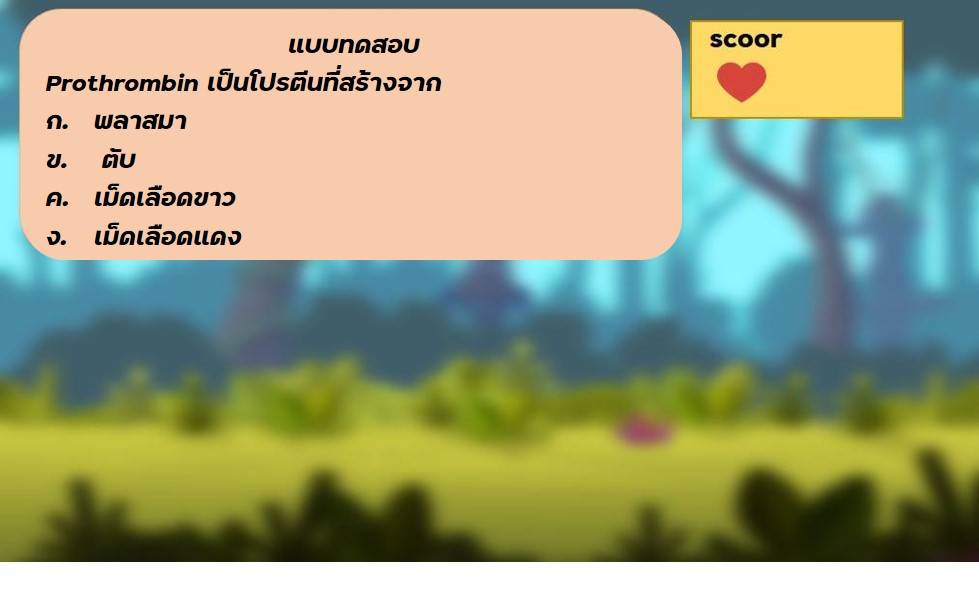 แบบทดสอบ
Prothrombin เป็นโปรตีนที่สร้างจาก
ก. พลาสมา
ข. ตับ
ค. เม็ดเลือดขาว
ง. เม็ดเลือดแดง
scoor